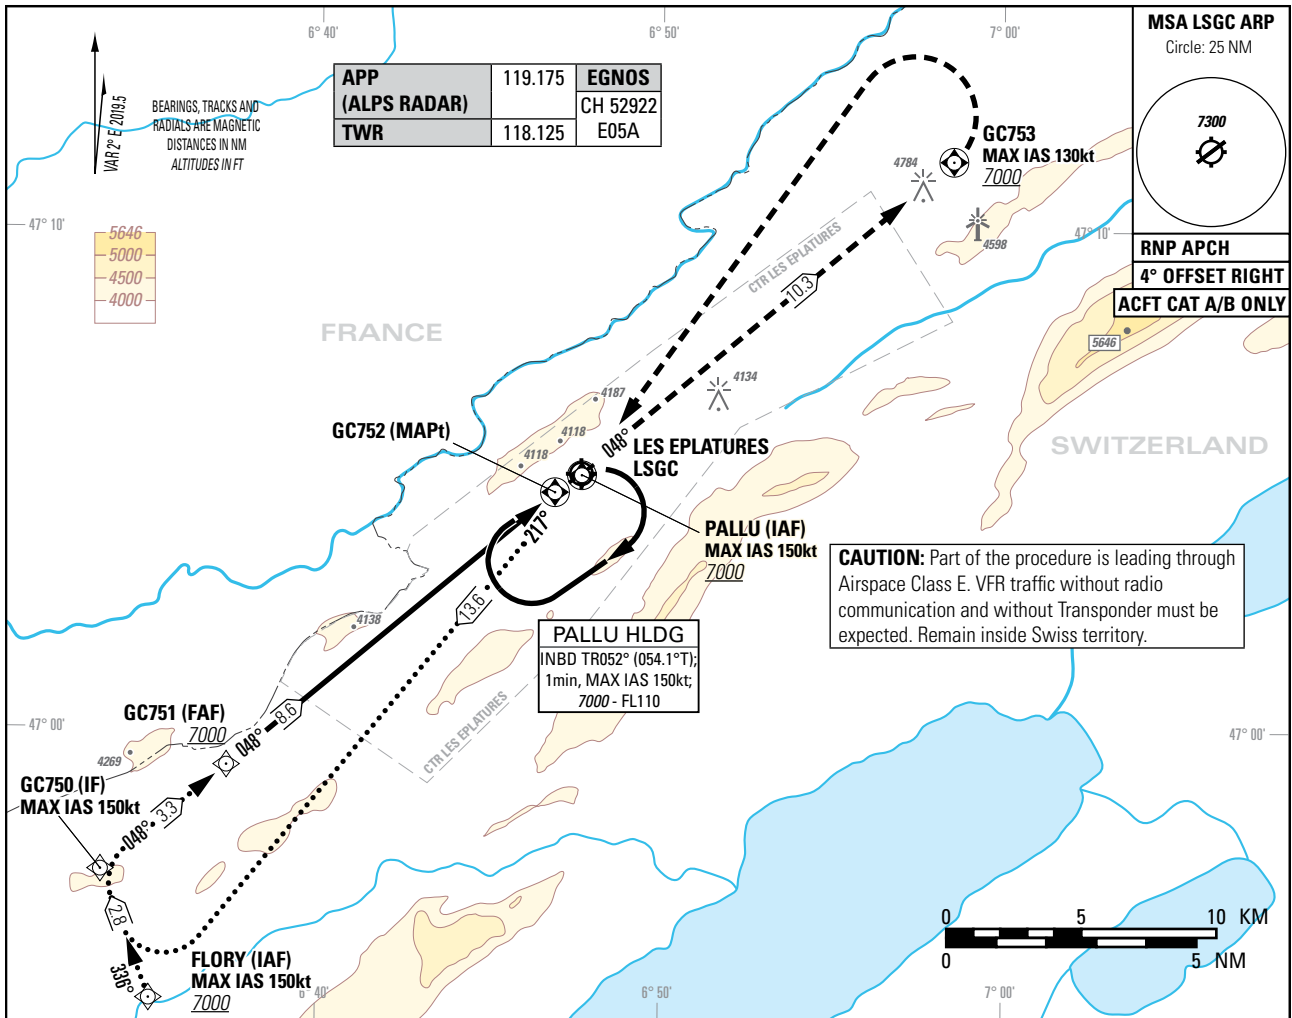 6° 40'
6° 50'
7° 00'
MSA LSGC ARP
Circle: 25 NM
7300
VAR 2° E 2019.5
BEARINGS, TRACKS AND
RADIALS ARE MAGNETIC
DISTANCES IN NM
ALTITUDES IN FT
APP 119.175 EGNOS
(ALPS RADAR) CH 52922
TWR 118.125 E05A
GC753
MAX IAS 130kt
7000
4784
4598
47° 10'
47° 10'
RNP APCH
4° OFFSET RIGHT
ACFT CAT A/B ONLY
5646
5000
4500
4000
CTR LES EPLATURES
10.3
FRANCE
5646
4134
4187
4118
4118
GC752 (MAPt)
048°
LES EPLATURES
LSGC
SWITZERLAND
217°
PALLU (IAF)
MAX IAS 150kt
7000
CAUTION: Part of the procedure is leading through
Airspace Class E. VFR traffic without radio
communication and without Transponder must be
expected. Remain inside Swiss territory.
13.6
4138
PALLU HLDG
INBD TR052° (054.1°T);
1min, MAX IAS 150kt;
7000 - FL110
GC751 (FAF)
7000
048°
8.6
CTR LES EPLATURES
47° 00'
47° 00'
4269
GC750 (IF)
MAX IAS 150kt
048°
3.3
2.8
336°
FLORY (IAF)
MAX IAS 150kt
7000
0 5 10 KM
0 5 NM
6° 40'
6° 50'
7° 00'